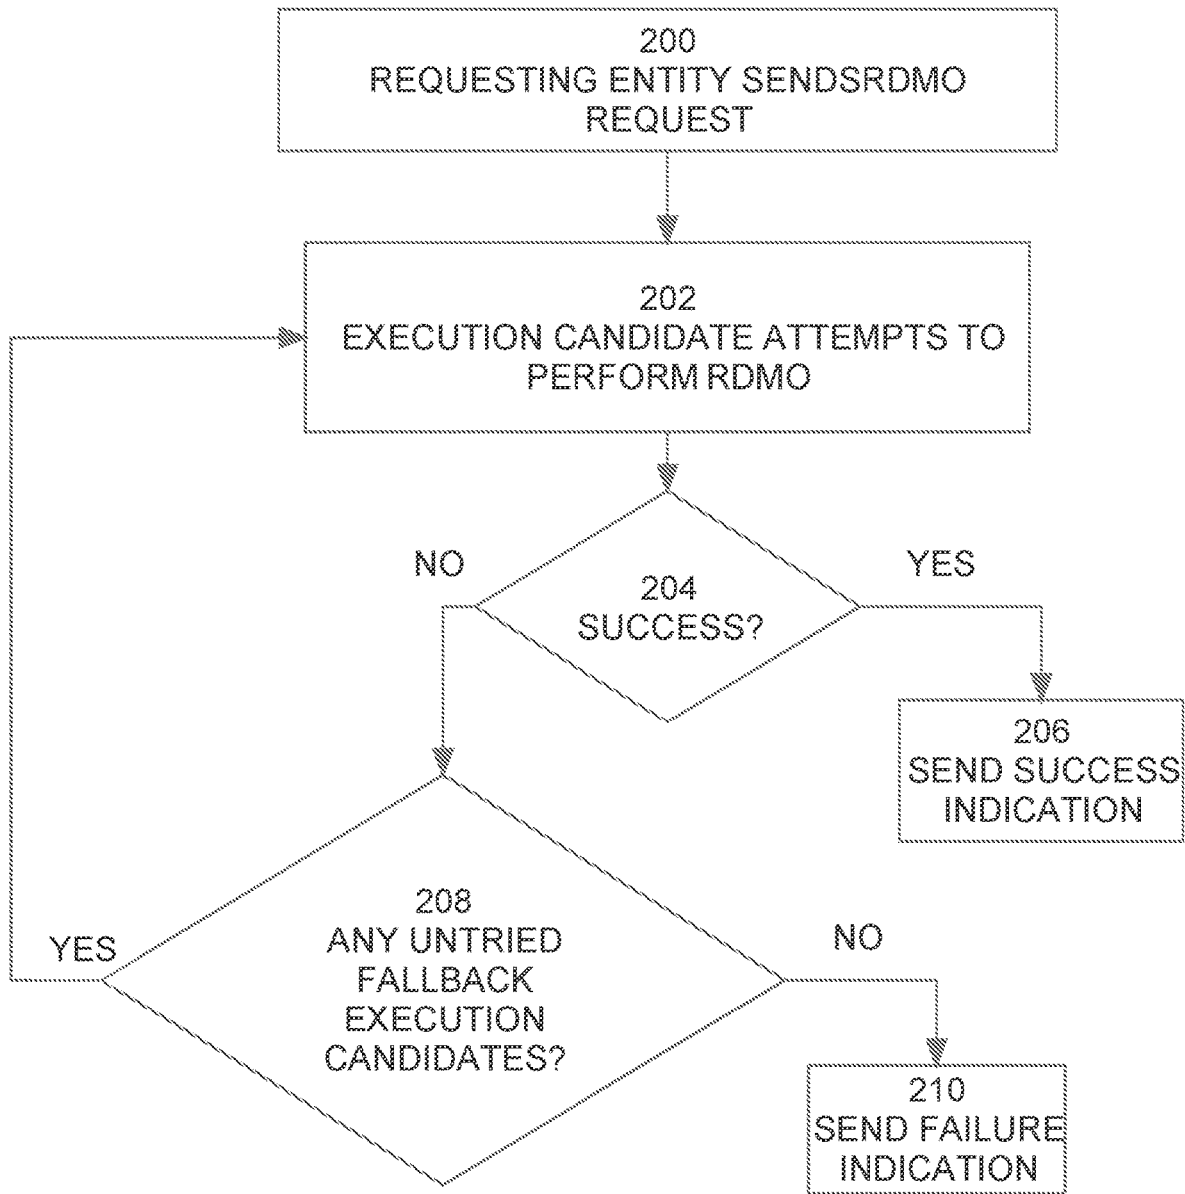 200
REQUESTING ENTITY SENDSRDMO
REQUEST
202
EXECUTION CANDIDATE ATTEMPTS TO
PERFORM RDMO
NO
YES
204
SUCCESS?
206
SEND SUCCESS
INDICATION
208
ANY UNTRIED
FALLBACK
EXECUTION
CANDIDATES?
YES
NO
210
SEND FAILURE
INDICATION